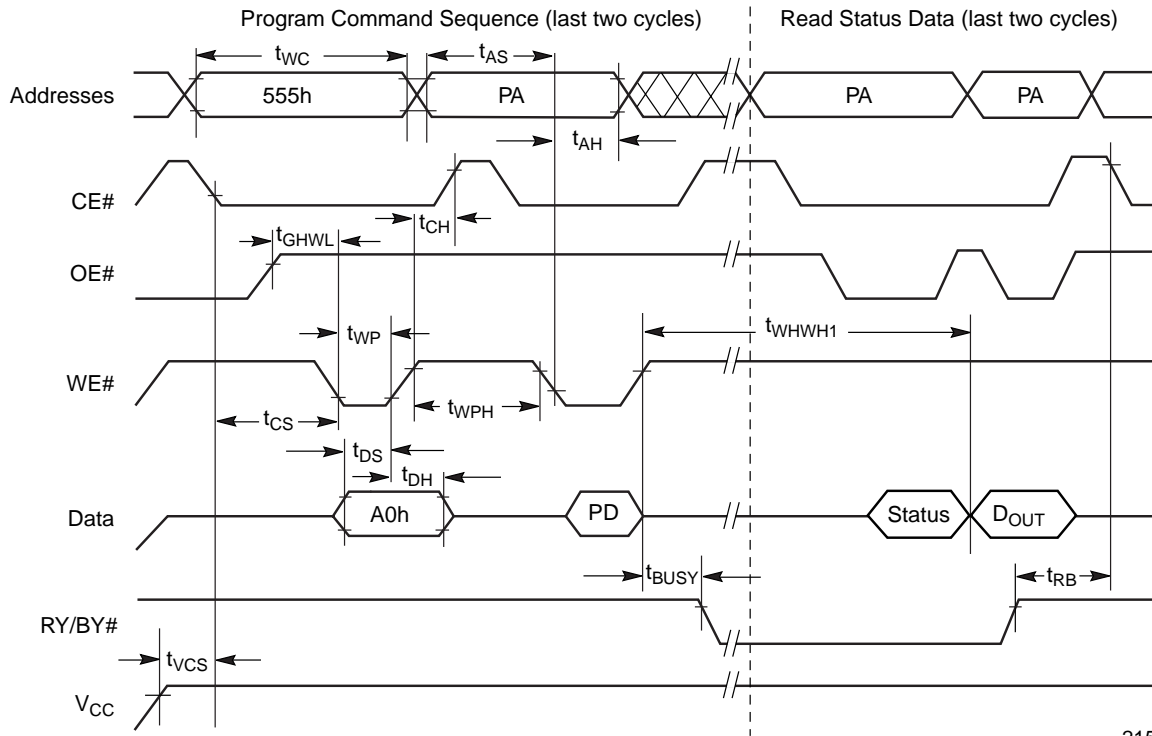 Program Command Sequence (last two cycles) Read Status Data (last two cycles)
tWC tAS
Addresses 555h PA PA PA
tAH
CE#
tCH
tGHWL
OE#
tWP tWHWH1
WE#
tCS tWPH
tDS
tDH
Data A0h PD Status DOUT
tBUSY tRB
RY/BY#
tVCS
VCC
215